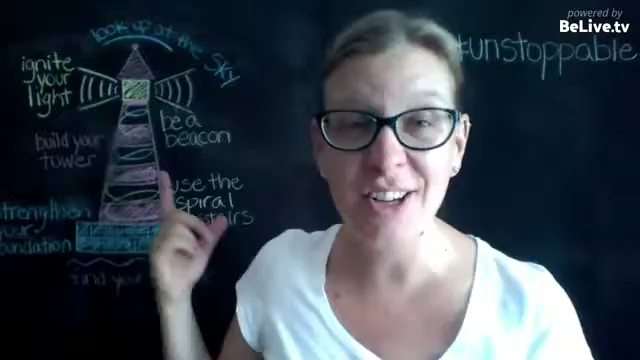 powered by
BeLive.tv
#unstoppable
look up at the sky
ignite
your
light
be a
beacon
build your
tower
use the
spiral
stairs
strengthen
your
foundation
find your